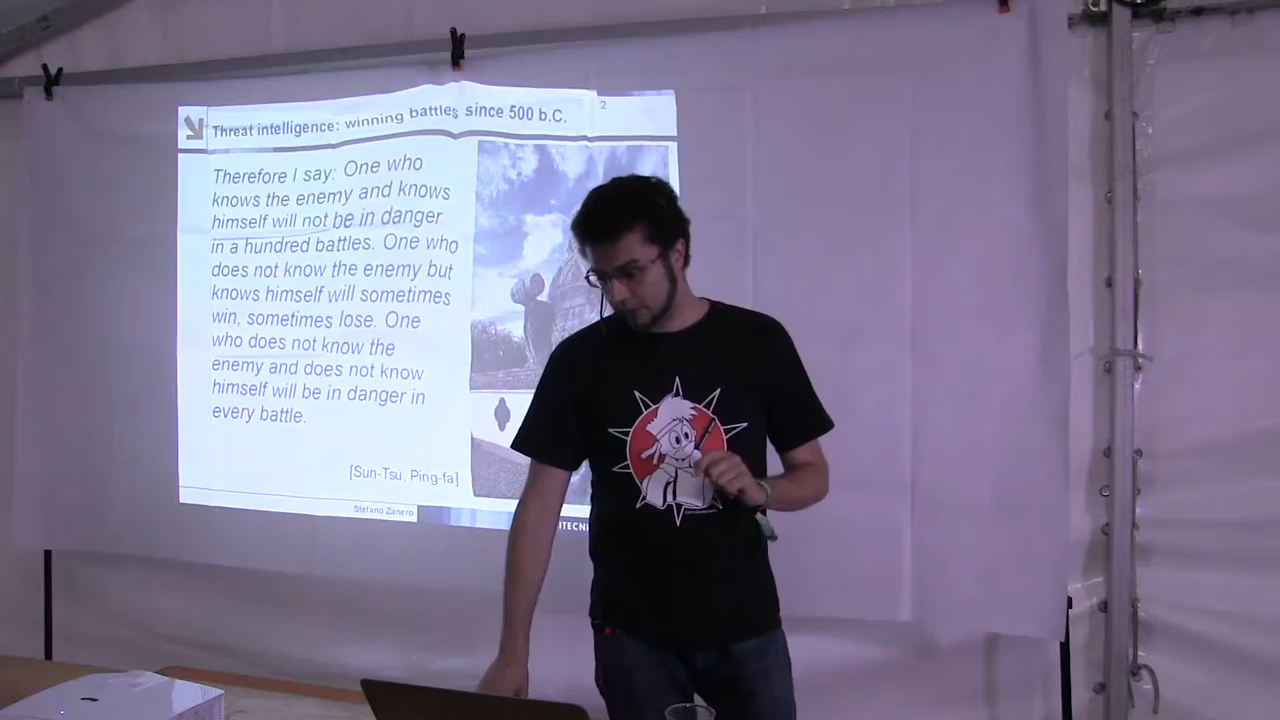 Threat intelligence: winning battles since 500 b.C.
2
Therefore I say: One who
knows the enemy and knows
himself will not be in danger
in a hundred battles. One who
does not know the enemy but
knows himself will sometimes
win, sometimes lose. One
who does not know the
enemy and does not know
himself will be in danger in
every battle.
[Sun-Tsu, Ping-fa]
Stefano Zanero